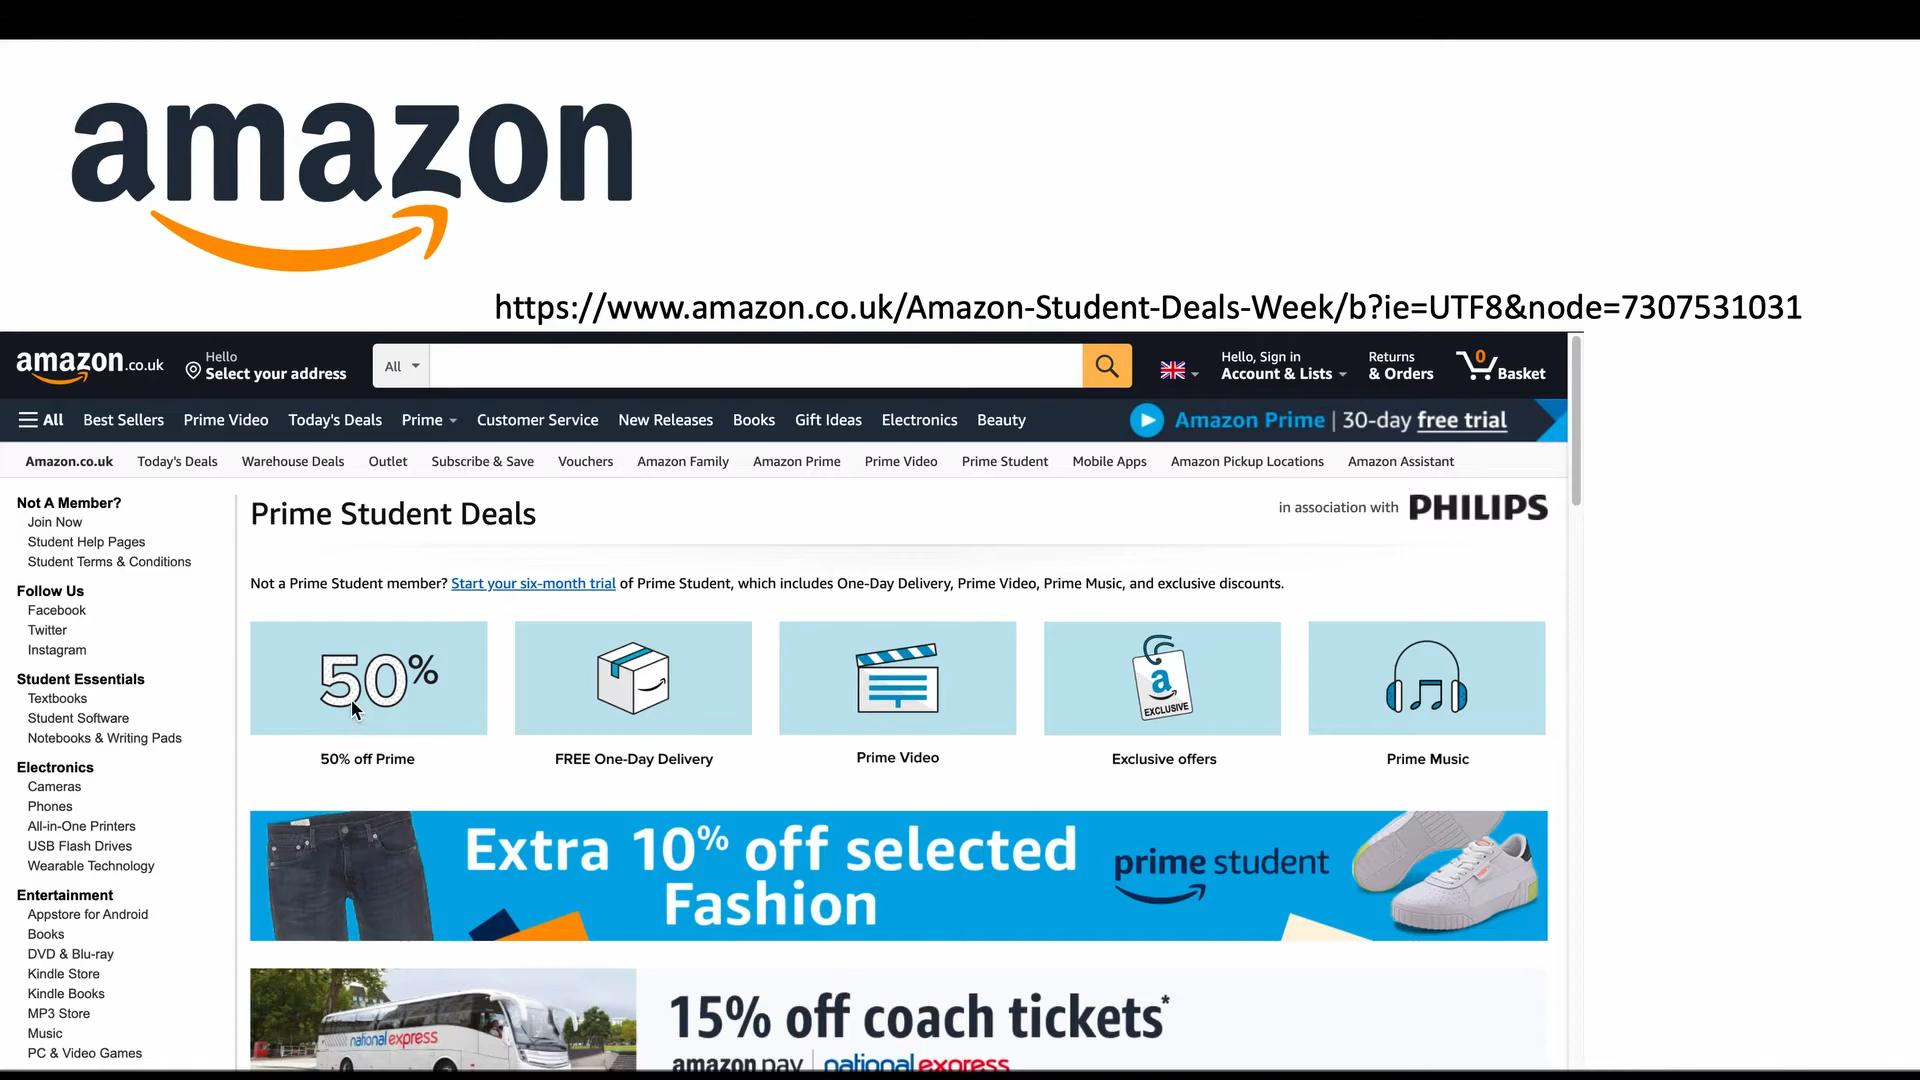 amazon
https://www.amazon.co.uk/Amazon-Student-Deals-Week/b?ie=UTF8&node=7307531031
amazon.co.uk
Hello
Select your address
All
Hello, Sign in
Account & Lists
Returns
& Orders
0
Basket
All Best Sellers Prime Video Today's Deals Prime Customer Service New Releases Books Gift Ideas Electronics Beauty
Amazon Prime | 30-day free trial
Amazon.co.uk Today's Deals Warehouse Deals Outlet Subscribe & Save Vouchers Amazon Family Amazon Prime Prime Video Prime Student Mobile Apps Amazon Pickup Locations Amazon Assistant
Not A Member?
Join Now
Student Help Pages
Student Terms & Conditions
Follow Us
Facebook
Twitter
Instagram
Student Essentials
Textbooks
Student Software
Notebooks & Writing Pads
Electronics
Cameras
Phones
All-in-One Printers
USB Flash Drives
Wearable Technology
Entertainment
Appstore for Android
Books
DVD & Blu-ray
Kindle Store
Kindle Books
MP3 Store
Music
PC & Video Games
Prime Student Deals
in association with PHILIPS
Not a Prime Student member? Start your six-month trial of Prime Student, which includes One-Day Delivery, Prime Video, Prime Music, and exclusive discounts.
50%
a
EXCLUSIVE
50% off Prime
FREE One-Day Delivery
Prime Video
Exclusive offers
Prime Music
Extra 10% off selected
Fashion
prime student
national express
15% off coach tickets*
amazon pay | national express